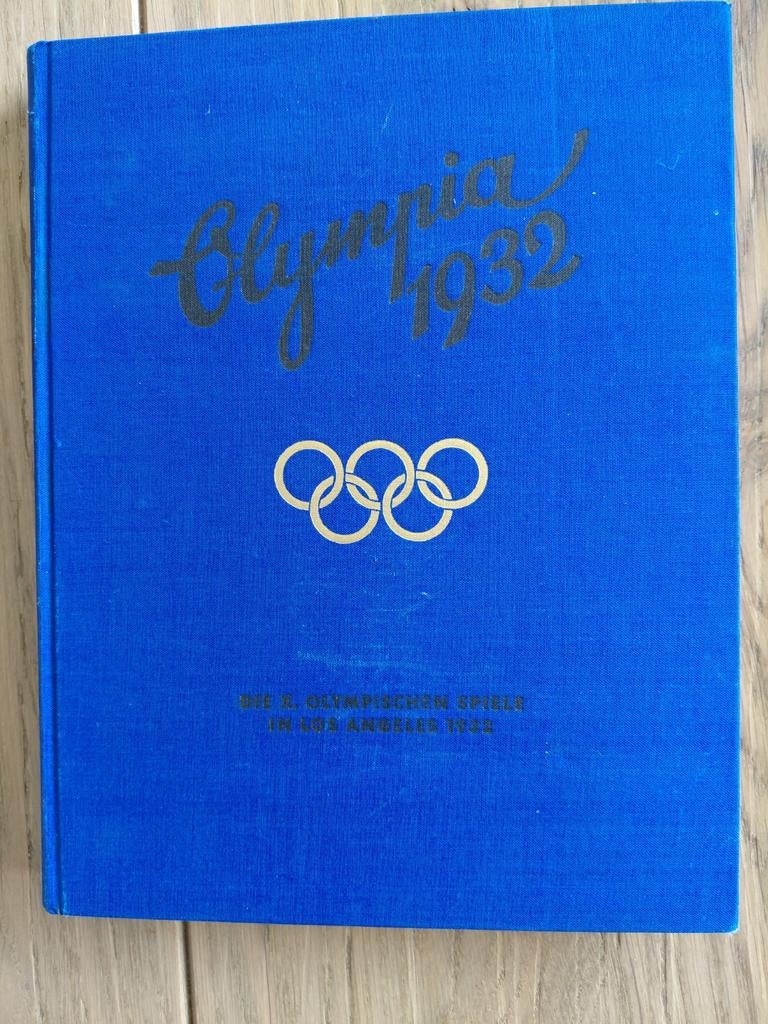 Olympia
1932
DIE X. OLYMPISCHEN SPIELE
IN LOS ANGELES 1932